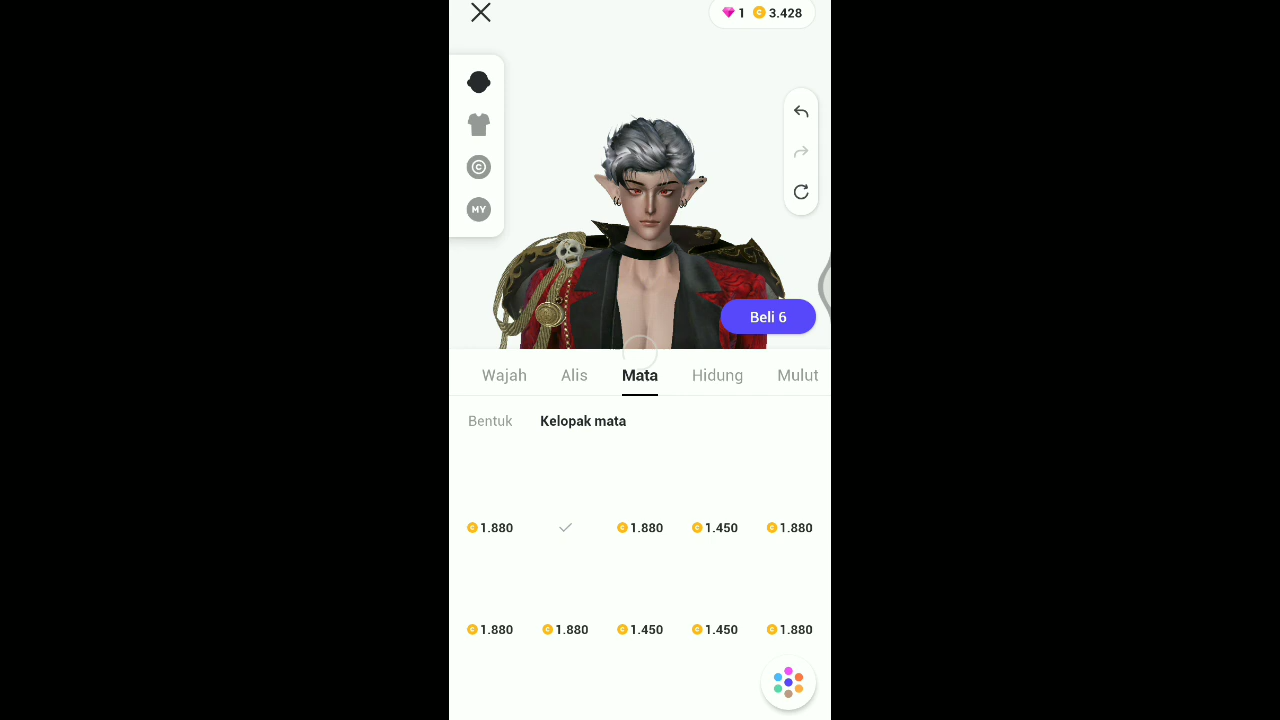 1 3.428
MY
Beli 6
Wajah Alis Mata Hidung Mulut
Bentuk Kelopak mata
1.880 1.880 1.450 1.880
1.880 1.880 1.450 1.450 1.880